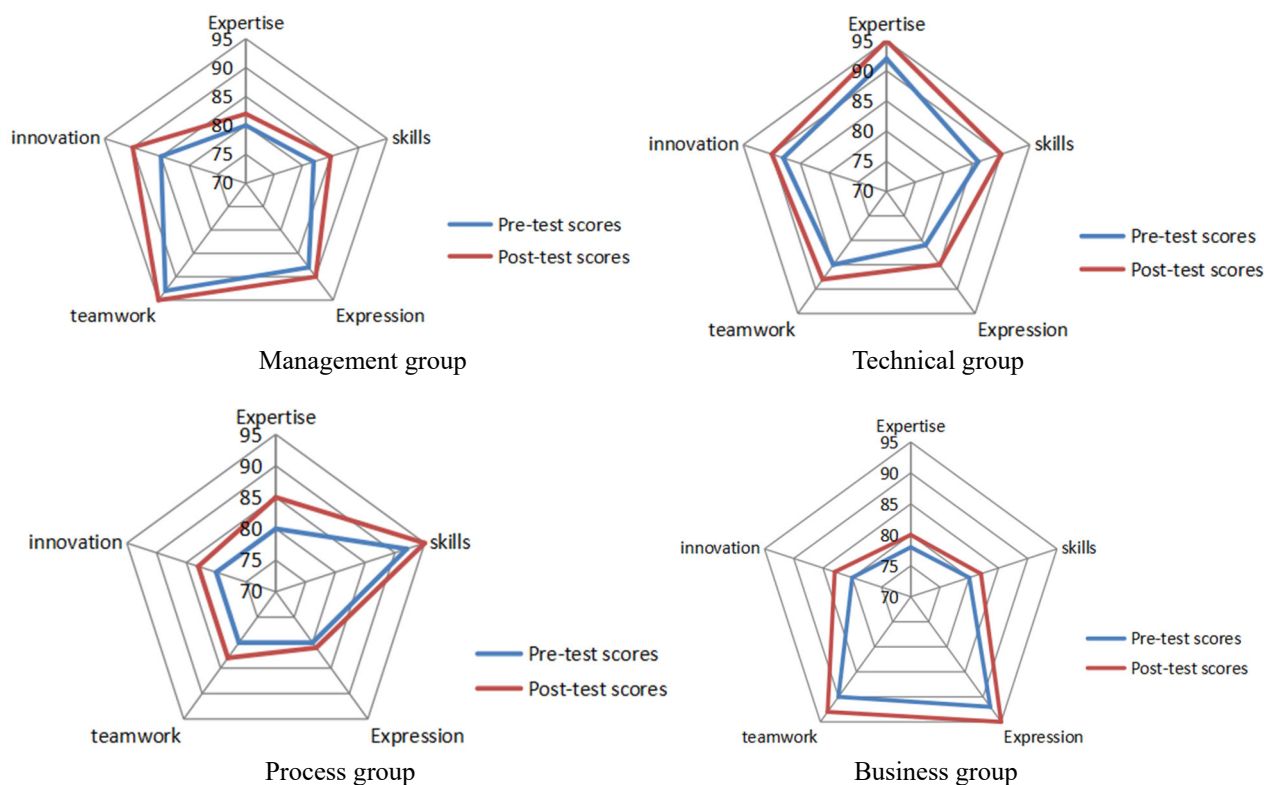 Expertise
95
90
85
80
75
70
innovation
skills
teamwork
Expression
Pre-test scores
Post-test scores
Management group
Expertise
95
90
85
80
75
70
innovation
skills
teamwork
Expression
Pre-test scores
Post-test scores
Technical group
Expertise
95
90
85
80
75
70
innovation
skills
teamwork
Expression
Pre-test scores
Post-test scores
Process group
Expertise
95
90
85
80
75
70
innovation
skills
teamwork
Expression
Pre-test scores
Post-test scores
Business group